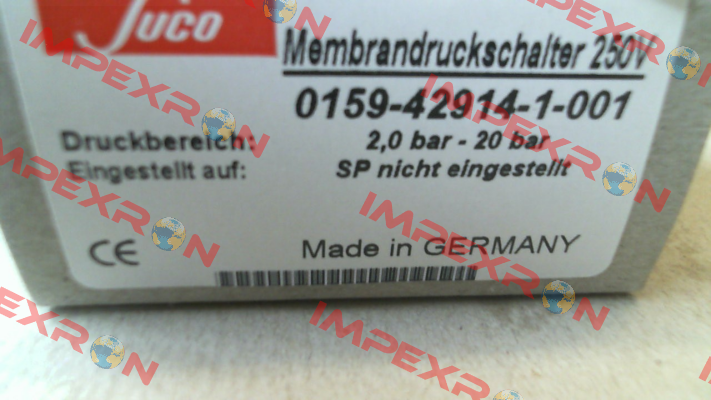 Suco
Membrandruckschalter 250V
0159-42914-1-001
Druckbereich: 2,0 bar - 20 bar
Eingestellt auf: SP nicht eingestellt
CE Made in GERMANY
IMPEXRON
IMPEXRON
IMPEXRON
IMPEXRON
IMPEXRON
IMPEXRON